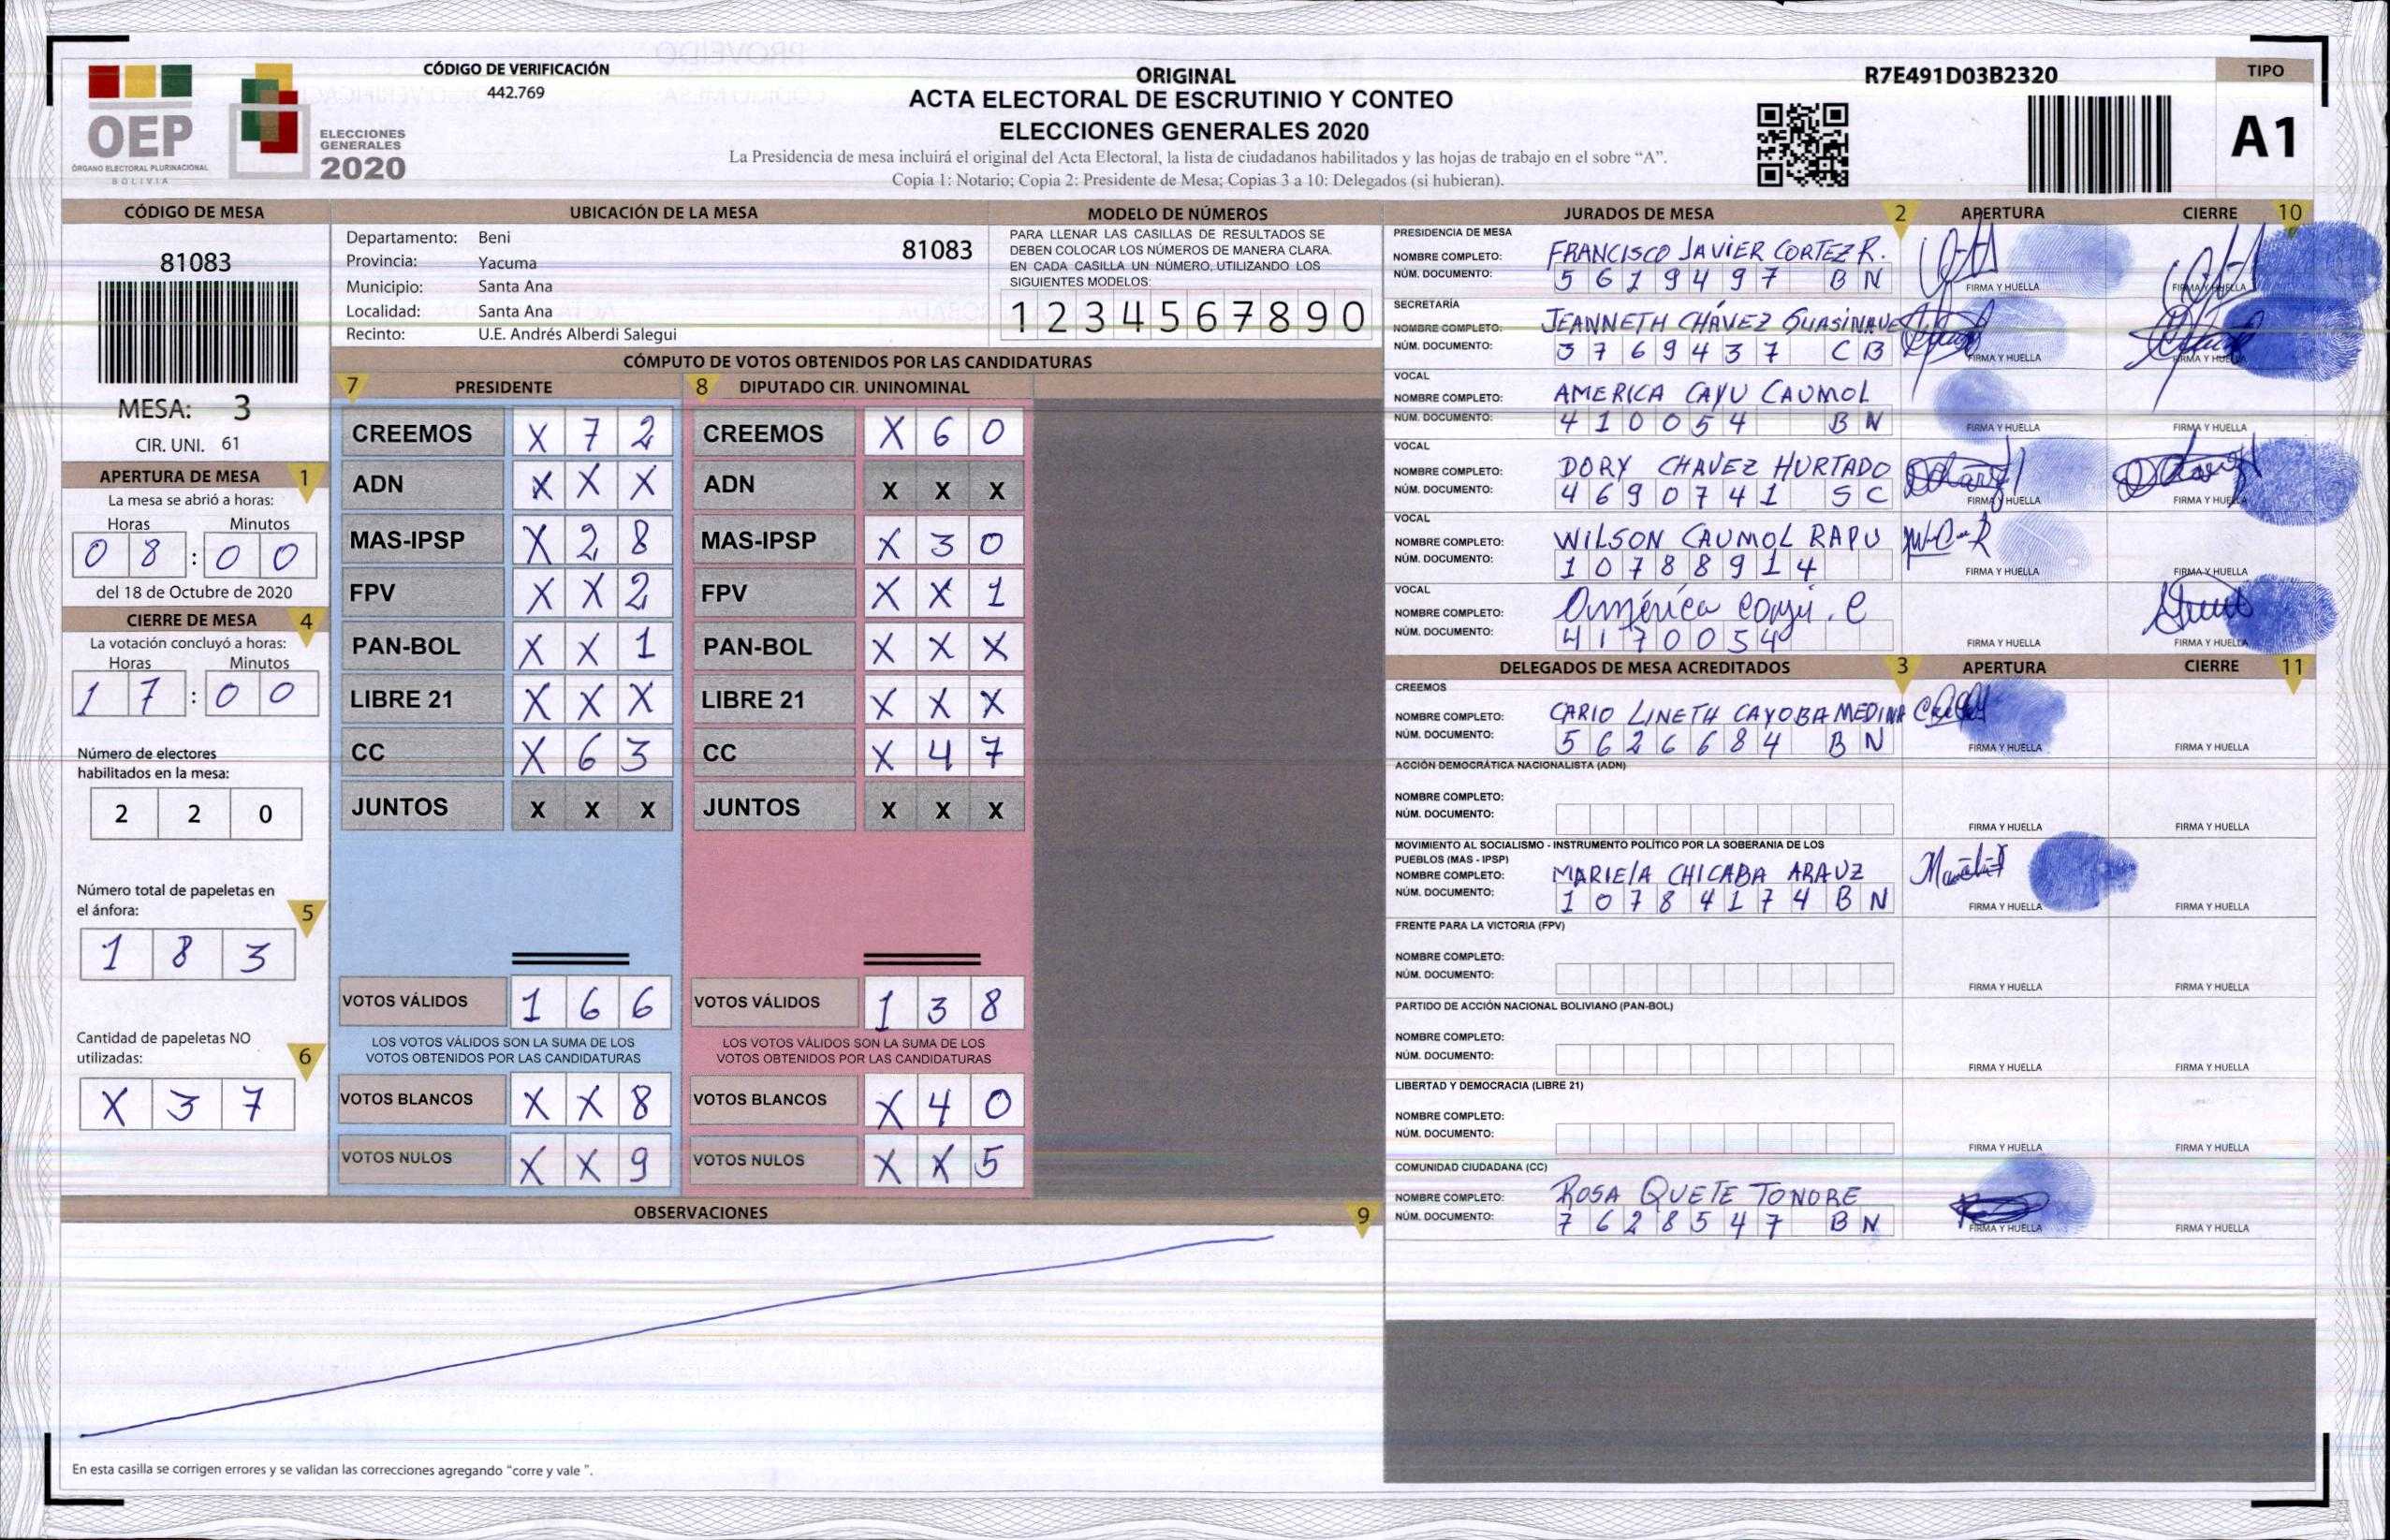 CÓDIGO DE VERIFICACIÓN
442.769
OEP
ÓRGANO ELECTORAL PLURINACIONAL
BOLIVIA
ELECCIONES
GENERALES
2020
ORIGINAL
ACTA ELECTORAL DE ESCRUTINIO Y CONTEO
ELECCIONES GENERALES 2020
La Presidencia de mesa incluirá el original del Acta Electoral, la lista de ciudadanos habilitados y las hojas de trabajo en el sobre “A”.
Copia 1: Notario; Copia 2: Presidente de Mesa; Copias 3 a 10: Delegados (si hubieran).
R7E491D03B2320
TIPO
A1
CÓDIGO DE MESA
81083
MESA: 3
CIR. UNI. 61
APERTURA DE MESA 1
La mesa se abrió a horas:
Horas Minutos
0 8 : 0 0
del 18 de Octubre de 2020
CIERRE DE MESA 4
La votación concluyó a horas:
Horas Minutos
1 7 : 0 0
Número de electores
habilitados en la mesa:
2 2 0
Número total de papeletas en
el ánfora: 5
1 8 3
Cantidad de papeletas NO
utilizadas: 6
X 3 7
UBICACIÓN DE LA MESA
Departamento: Beni
Provincia: Yacuma
Municipio: Santa Ana
Localidad: Santa Ana
Recinto: U.E. Andrés Alberdi Salegui
81083
MODELO DE NÚMEROS
PARA LLENAR LAS CASILLAS DE RESULTADOS SE
DEBEN COLOCAR LOS NÚMEROS DE MANERA CLARA.
EN CADA CASILLA UN NÚMERO, UTILIZANDO LOS
SIGUIENTES MODELOS:
1 2 3 4 5 6 7 8 9 0
CÓMPUTO DE VOTOS OBTENIDOS POR LAS CANDIDATURAS
7 PRESIDENTE
CREEMOS X 7 2
ADN X X X
MAS-IPSP X 2 8
FPV X X 2
PAN-BOL X X 1
LIBRE 21 X X X
CC X 6 3
JUNTOS X X X
VOTOS VÁLIDOS 1 6 6
LOS VOTOS VÁLIDOS SON LA SUMA DE LOS
VOTOS OBTENIDOS POR LAS CANDIDATURAS
VOTOS BLANCOS X X 8
VOTOS NULOS X X 9
8 DIPUTADO CIR. UNINOMINAL
CREEMOS X 6 0
ADN X X X
MAS-IPSP X 3 0
FPV X X 1
PAN-BOL X X X
LIBRE 21 X X X
CC X 4 7
JUNTOS X X X
VOTOS VÁLIDOS 1 3 8
LOS VOTOS VÁLIDOS SON LA SUMA DE LOS
VOTOS OBTENIDOS POR LAS CANDIDATURAS
VOTOS BLANCOS X 4 0
VOTOS NULOS X X 5
OBSERVACIONES 9
En esta casilla se corrigen errores y se validan las correcciones agregando “corre y vale ”.
JURADOS DE MESA 2 APERTURA CIERRE 10
PRESIDENCIA DE MESA
NOMBRE COMPLETO: FRANCISCO JAVIER CORTEZ R.
NÚM. DOCUMENTO: 5 6 1 9 4 9 7 B N
FIRMA Y HUELLA FIRMA Y HUELLA
SECRETARÍA
NOMBRE COMPLETO: JEANNETH CHÁVEZ GUASINAVE
NÚM. DOCUMENTO: 3 7 6 9 4 3 7 C B
FIRMA Y HUELLA FIRMA Y HUELLA
VOCAL
NOMBRE COMPLETO: AMERICA CAYU CAUMOL
NÚM. DOCUMENTO: 4 1 0 0 5 4 B N
FIRMA Y HUELLA FIRMA Y HUELLA
VOCAL
NOMBRE COMPLETO: DORY CHAVEZ HURTADO
NÚM. DOCUMENTO: 4 6 9 0 7 4 1 S C
FIRMA Y HUELLA FIRMA Y HUELLA
VOCAL
NOMBRE COMPLETO: WILSON CAUMOL RAPU
NÚM. DOCUMENTO: 1 0 7 8 8 9 1 4
FIRMA Y HUELLA FIRMA Y HUELLA
VOCAL
NOMBRE COMPLETO: América Cayú. C
NÚM. DOCUMENTO: 4 1 7 0 0 5 4
FIRMA Y HUELLA FIRMA Y HUELLA
DELEGADOS DE MESA ACREDITADOS 3 APERTURA CIERRE 11
CREEMOS
NOMBRE COMPLETO: CARIO LINETH CAYOBA MEDINA
NÚM. DOCUMENTO: 5 6 2 6 6 8 4 B N
FIRMA Y HUELLA FIRMA Y HUELLA
ACCIÓN DEMOCRÁTICA NACIONALISTA (ADN)
NOMBRE COMPLETO:
NÚM. DOCUMENTO:
FIRMA Y HUELLA FIRMA Y HUELLA
MOVIMIENTO AL SOCIALISMO - INSTRUMENTO POLÍTICO POR LA SOBERANIA DE LOS
PUEBLOS (MAS - IPSP)
NOMBRE COMPLETO: MARIELA CHICABA ARAUZ
NÚM. DOCUMENTO: 1 0 7 8 4 1 7 4 B N
FIRMA Y HUELLA FIRMA Y HUELLA
FRENTE PARA LA VICTORIA (FPV)
NOMBRE COMPLETO:
NÚM. DOCUMENTO:
FIRMA Y HUELLA FIRMA Y HUELLA
PARTIDO DE ACCIÓN NACIONAL BOLIVIANO (PAN-BOL)
NOMBRE COMPLETO:
NÚM. DOCUMENTO:
FIRMA Y HUELLA FIRMA Y HUELLA
LIBERTAD Y DEMOCRACIA (LIBRE 21)
NOMBRE COMPLETO:
NÚM. DOCUMENTO:
FIRMA Y HUELLA FIRMA Y HUELLA
COMUNIDAD CIUDADANA (CC)
NOMBRE COMPLETO: ROSA QUETE TONORE
NÚM. DOCUMENTO: 7 6 2 8 5 4 7 B N
FIRMA Y HUELLA FIRMA Y HUELLA